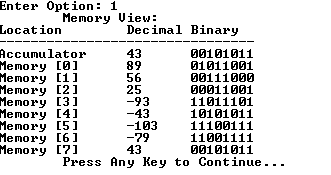 Enter Option: 1
Memory View:
Location Decimal Binary
------------------------------------
Accumulator 43 00101011
Memory [0] 89 01011001
Memory [1] 56 00111000
Memory [2] 25 00011001
Memory [3] -93 11011101
Memory [4] -43 10101011
Memory [5] -103 11100111
Memory [6] -79 11001111
Memory [7] 43 00101011
Press Any Key to Continue...